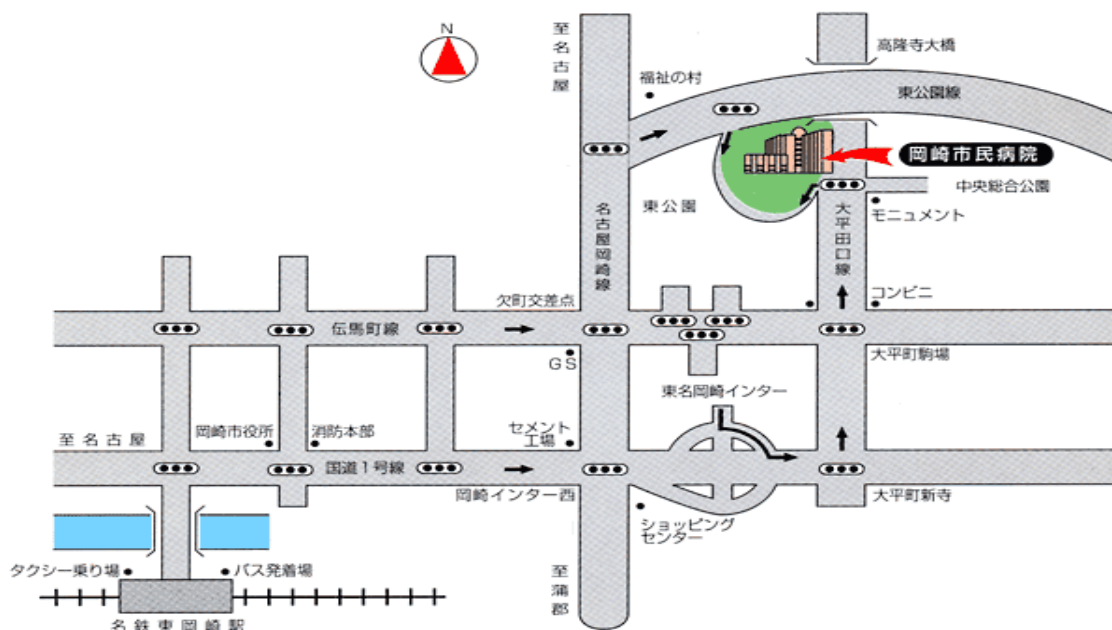 N
至名古屋
高隆寺大橋
福祉の村
東公園線
岡崎市民病院
中央総合公園
東公園
モニュメント
名古屋岡崎線
大平田口線
欠町交差点
コンビニ
伝馬町線
GS
大平町駒場
東名岡崎インター
岡崎市役所
消防本部
セメント
工場
至名古屋
国道1号線
岡崎インター西
大平町新寺
ショッピング
センター
タクシー乗り場
バス発着場
至蒲郡
名鉄東岡崎駅